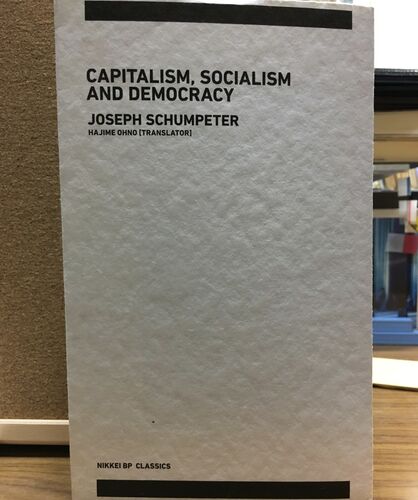 CAPITALISM, SOCIALISM
AND DEMOCRACY
JOSEPH SCHUMPETER
HAJIME OHNO [TRANSLATOR]
NIKKEI BP CLASSICS